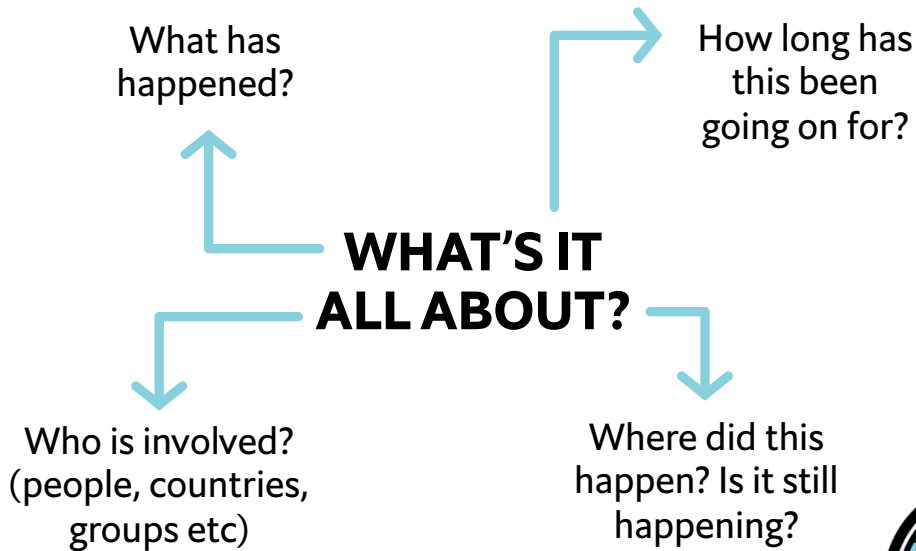 What has
happened?
How long has
this been
going on for?
WHAT'S IT
ALL ABOUT?
Who is involved?
(people, countries,
groups etc)
Where did this
happen? Is it still
happening?